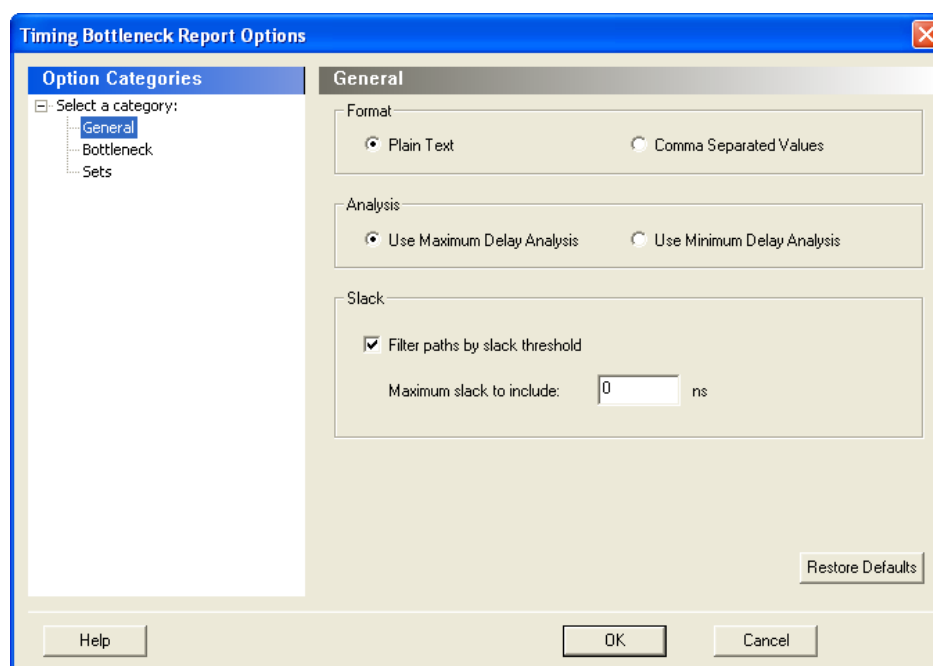 Timing Bottleneck Report Options
Option Categories
Select a category:
General
Bottleneck
Sets
General
Format
Plain Text
Comma Separated Values
Analysis
Use Maximum Delay Analysis
Use Minimum Delay Analysis
Slack
Filter paths by slack threshold
Maximum slack to include: 0 ns
Restore Defaults
Help
OK
Cancel